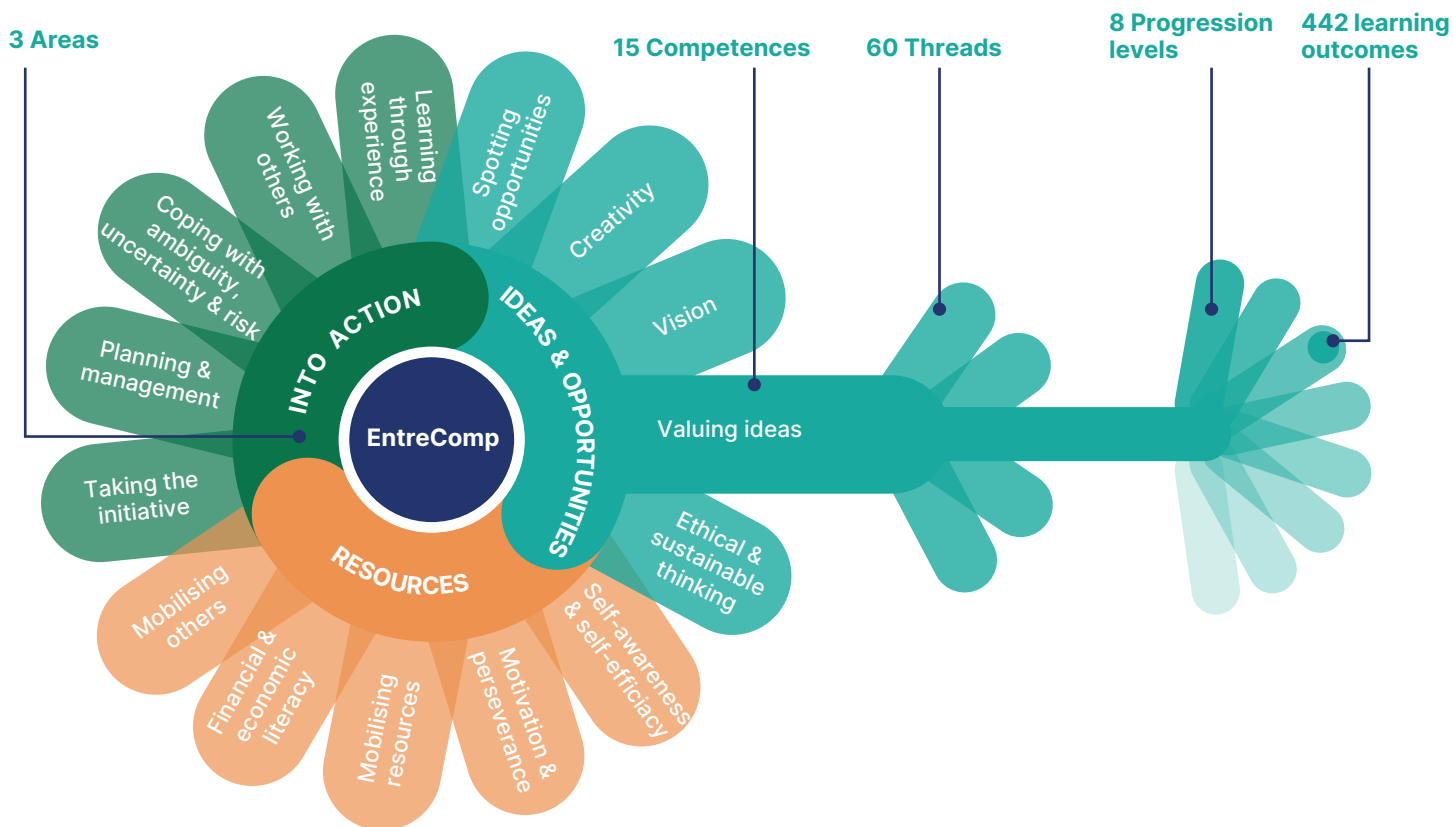 3 Areas
15 Competences
60 Threads
8 Progression
levels
442 learning
outcomes
EntreComp
INTO ACTION
IDEAS & OPPORTUNITIES
RESOURCES
Spotting
opportunities
Creativity
Vision
Valuing ideas
Ethical &
sustainable
thinking
Self-awareness
& self-efficiacy
Motivation &
perseverance
Mobilising
resources
Financial &
economic
literacy
Mobilising
others
Taking the
initiative
Planning &
management
Coping with
ambiguity,
uncertainty & risk
Working with
others
Learning
through
experience